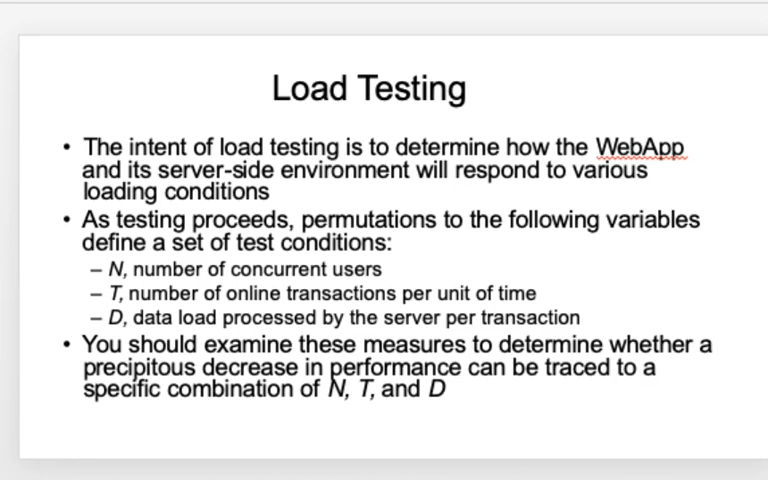 Load Testing
• The intent of load testing is to determine how the WebApp
and its server-side environment will respond to various
loading conditions
• As testing proceeds, permutations to the following variables
define a set of test conditions:
– N, number of concurrent users
– T, number of online transactions per unit of time
– D, data load processed by the server per transaction
• You should examine these measures to determine whether a
precipitous decrease in performance can be traced to a
specific combination of N, T, and D